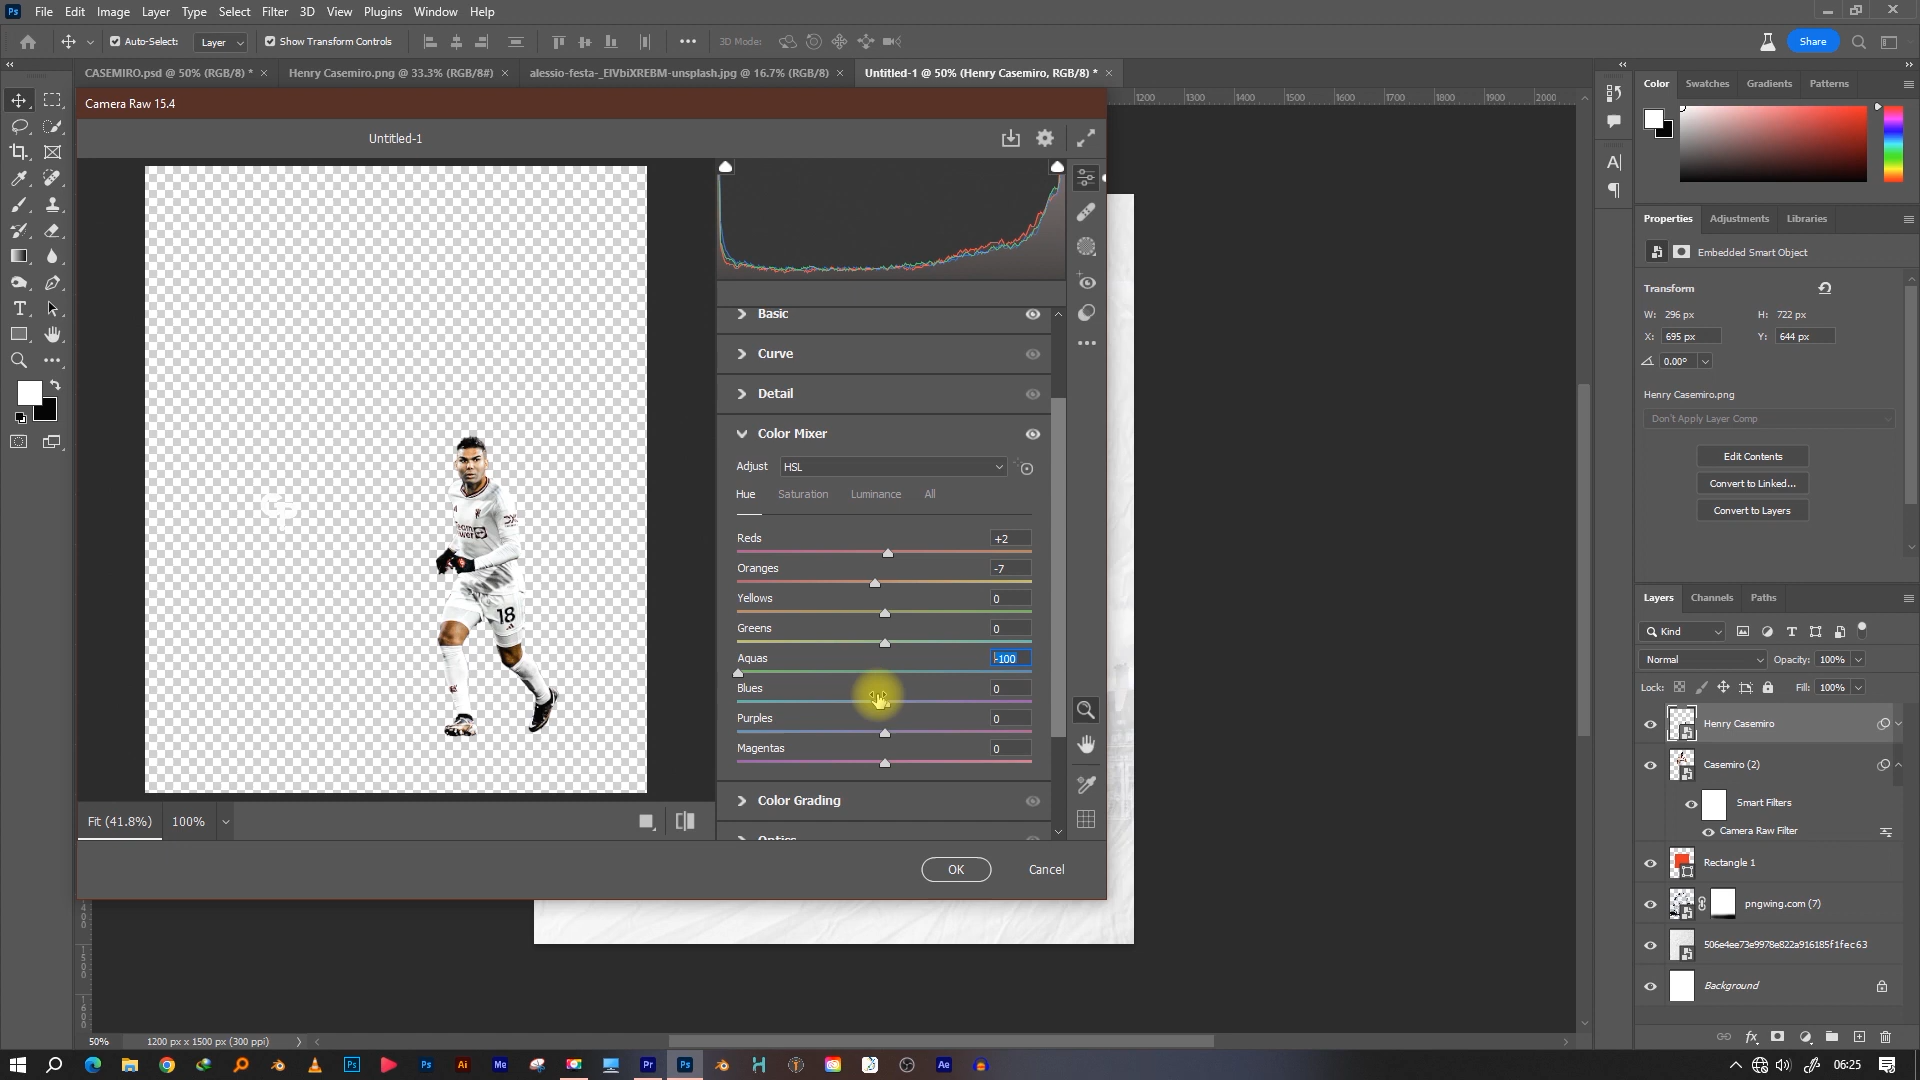 Ps File Edit Image Layer Type Select Filter 3D View Plugins Window Help
Auto-Select: Layer Show Transform Controls 3D Mode: Share
CASEMIRO.psd @ 50% (RGB/8) * × Henry Casemiro.png @ 33.3% (RGB/8#) × alessio-festa-_EIVbiXREBM-unsplash.jpg @ 16.7% (RGB/8) × Untitled-1 @ 50% (Henry Casemiro, RGB/8) * ×
1200 1300 1400 1500 1600 1700 1800 1900 2000
Camera Raw 15.4
Untitled-1
Basic
Curve
Detail
Color Mixer
Adjust HSL
Hue Saturation Luminance All
Reds +2
Oranges -7
Yellows 0
Greens 0
Aquas -100
Blues 0
Purples 0
Magentas 0
Color Grading
Optics
18
Fit (41.8%) 100%
OK Cancel
Color Swatches Gradients Patterns
Properties Adjustments Libraries
Embedded Smart Object
Transform
W: 296 px H: 722 px
X: 695 px Y: 644 px
0.00°
Henry Casemiro.png
Don't Apply Layer Comp
Edit Contents
Convert to Linked...
Convert to Layers
Layers Channels Paths
Kind
Normal Opacity: 100%
Lock: Fill: 100%
Henry Casemiro
Casemiro (2)
Smart Filters
Camera Raw Filter
Rectangle 1
pngwing.com (7)
506e4ee73e9978e822a916185f1fec63
Background
50% 1200 px x 1500 px (300 ppi)
Ps Ps Ai Me Pr Ps Ae 06:25